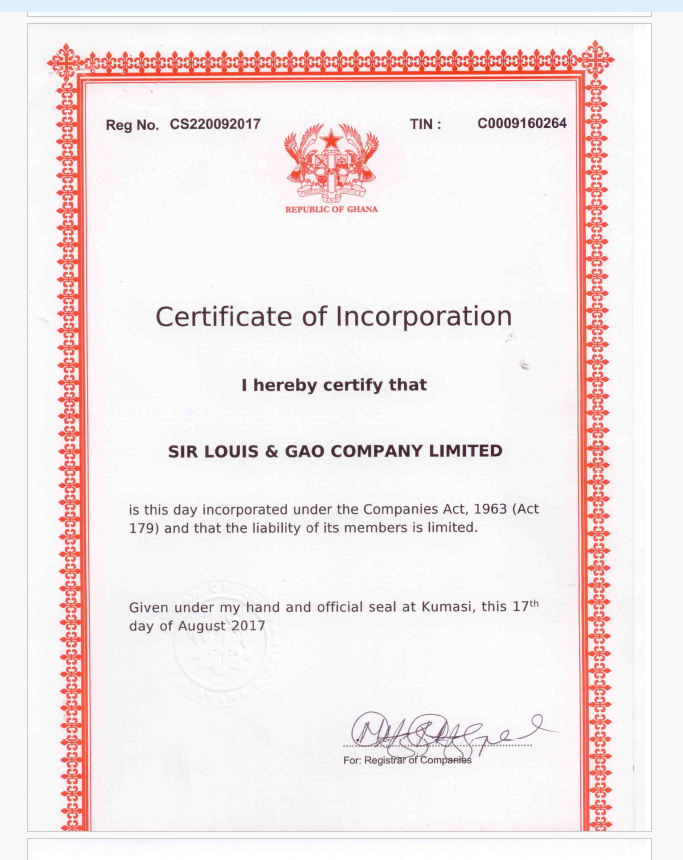 Reg No. CS220092017 TIN : C0009160264
REPUBLIC OF GHANA
Certificate of Incorporation
I hereby certify that
SIR LOUIS & GAO COMPANY LIMITED
is this day incorporated under the Companies Act, 1963 (Act
179) and that the liability of its members is limited.
Given under my hand and official seal at Kumasi, this 17th
day of August 2017
For: Registrar of Companies